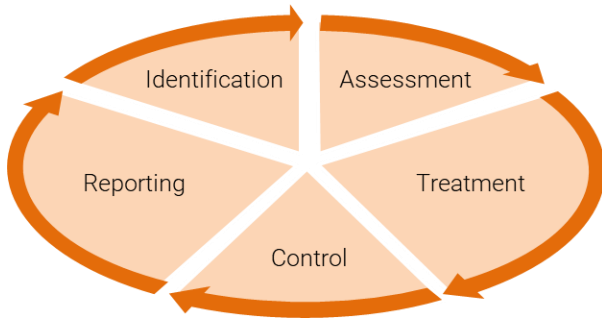 Identification
Assessment
Treatment
Control
Reporting